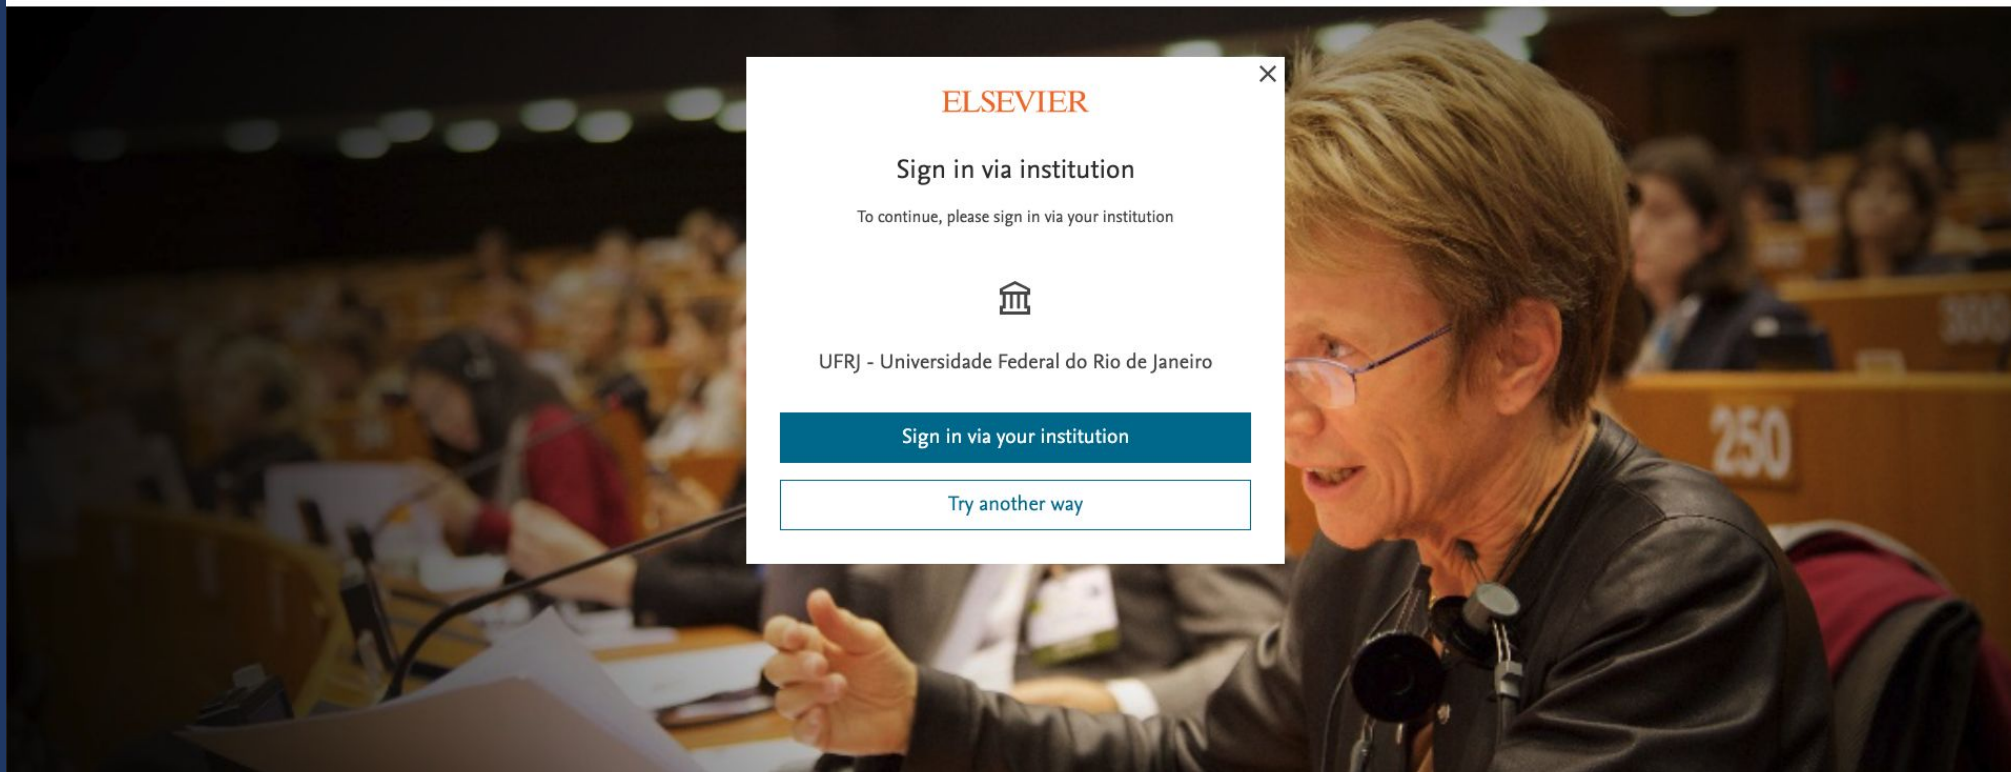 ELSEVIER
Sign in via institution
To continue, please sign in via your institution
UFRJ - Universidade Federal do Rio de Janeiro
Sign in via your institution
Try another way
250